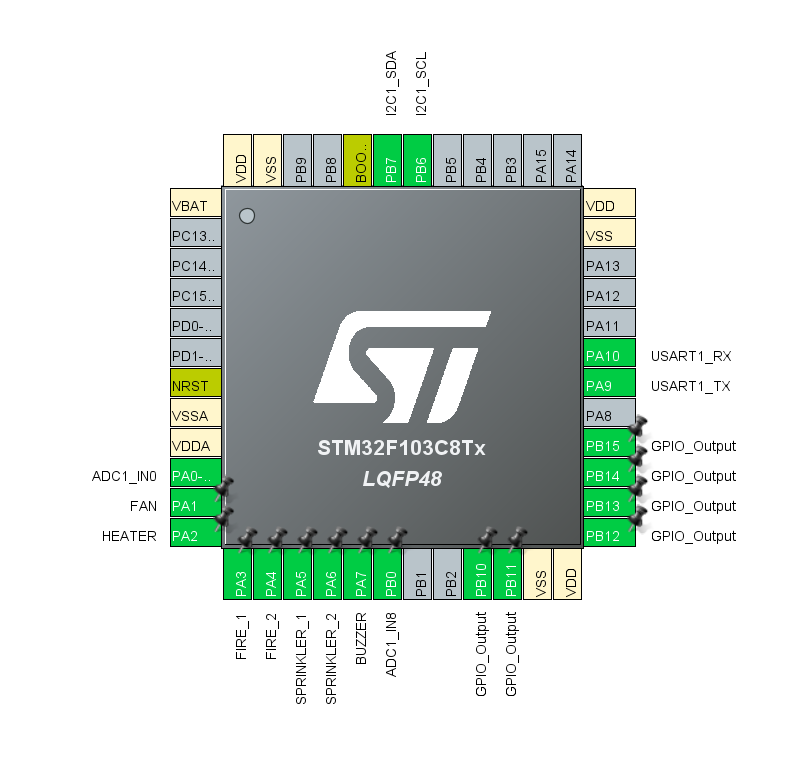 I2C1_SDA
I2C1_SCL
VDD
VSS
PB9
PB8
BOO..
PB7
PB6
PB5
PB4
PB3
PA15
PA14
VBAT
PC13..
PC14..
PC15..
PD0-..
PD1-..
NRST
VSSA
VDDA
ADC1_IN0 PA0-..
FAN PA1
HEATER PA2
ST
STM32F103C8Tx
LQFP48
VDD
VSS
PA13
PA12
PA11
PA10 USART1_RX
PA9 USART1_TX
PA8
PB15 GPIO_Output
PB14 GPIO_Output
PB13 GPIO_Output
PB12 GPIO_Output
PA3
PA4
PA5
PA6
PA7
PB0
PB1
PB2
PB10
PB11
VSS
VDD
FIRE_1
FIRE_2
SPRINKLER_1
SPRINKLER_2
BUZZER
ADC1_IN8
GPIO_Output
GPIO_Output